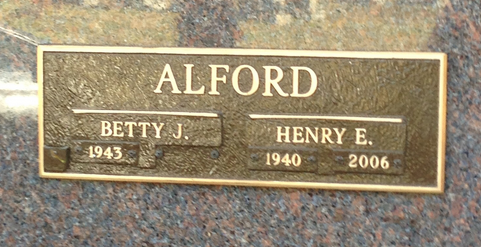 ALFORD
BETTY J.
1943
HENRY E.
1940 2006